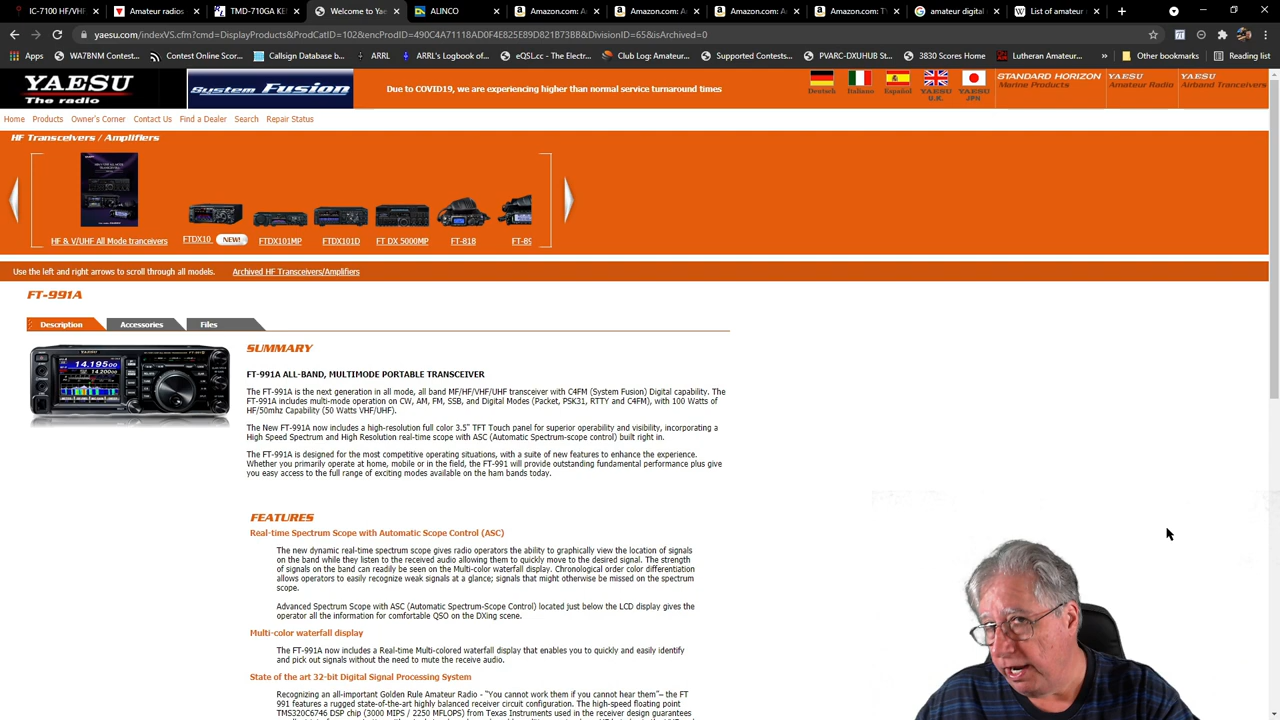 IC-7100 HF/VHF
TMD-710GA KE
Welcome to Ya
ALINCO
Amazon.com: A
Amazon.com: A
Amazon.com: A
Amazon.com: T
amateur digital
List of amateur
yaesu.com/indexVS.cfm?cmd=DisplayProducts&ProdCatID=102&encProdID=490C4A71118AD0F4E825E89D821B73BB&DivisionID=65&isArchived=0
Apps
WA7BNM Contest...
eQSL.cc - The Electr...
Callsign Database b...
ARRL
ARRL's Logbook of...
Supported Contests...
PVARC-DXUHUB St...
3830 Scores Home
Club Log: Amateur...
Lutheran Amateur...
Other bookmarks
Reading list
YAESU
The radio
System Fusion
Due to COVID19, we are experiencing higher than normal service turnaround times
Deutsch
Italiano
Español
YAESU U.K.
YAESU JPN
STANDARD HORIZON
Marine Products
YAESU
Amateur Radio
YAESU
Airband Tranceivers
Home Products Owner's Corner Contact Us Find a Dealer Search Repair Status
HF Transceivers / Amplifiers
HF & V/UHF All Mode tranceivers
FTDX10
NEW!
FTDX101MP
FTDX101D
FT DX 5000MP
FT-818
FT-89
Use the left and right arrows to scroll through all models.
Archived HF Transceivers/Amplifiers
FT-991A
Description
Accessories
Files
YAESU
14.195.00
14.200.00
SUMMARY
FT-991A ALL-BAND, MULTIMODE PORTABLE TRANSCEIVER
The FT-991A is the next generation in all mode, all band MF/HF/VHF/UHF transceiver with C4FM (System Fusion) Digital capability. The
FT-991A includes multi-mode operation on CW, AM, FM, SSB, and Digital Modes (Packet, PSK31, RTTY and C4FM), with 100 Watts of
HF/50mhz Capability (50 Watts VHF/UHF).
The New FT-991A now includes a high-resolution full color 3.5" TFT Touch panel for superior operability and visibility, incorporating a
High Speed Spectrum and High Resolution real-time scope with ASC (Automatic Spectrum-scope control) built right in.
The FT-991A is designed for the most competitive operating situations, with a suite of new features to enhance the experience.
Whether you primarily operate at home, mobile or in the field, the FT-991 will provide outstanding fundamental performance plus give
you easy access to the full range of exciting modes available on the ham bands today.
FEATURES
Real-time Spectrum Scope with Automatic Scope Control (ASC)
The new dynamic real-time spectrum scope gives radio operators the ability to graphically view the location of signals
on the band while they listen to the received audio allowing them to quickly move to the desired signal. The strength
of signals on the band can readily be seen on the Multi-color waterfall display. Chronological order color differentiation
allows operators to easily recognize weak signals at a glance; signals that might otherwise be missed on the spectrum
scope.
Advanced Spectrum Scope with ASC (Automatic Spectrum-Scope Control) located just below the LCD display gives the
operator all the information for comfortable QSO on the DXing scene.
Multi-color waterfall display
The FT-991A now includes a Real-time Multi-colored waterfall display that enables you to quickly and easily identify
and pick out signals without the need to mute the receive audio.
State of the art 32-bit Digital Signal Processing System
Recognizing an all-important Golden Rule Amateur Radio - "You cannot work them if you cannot hear them"– the FT
991 features a rugged state-of-the-art highly balanced receiver circuit configuration. The high-speed floating point
TMS320C6746 DSP chip (3000 MIPS / 2250 MFLOPS) from Texas Instruments used in the receiver design guarantees